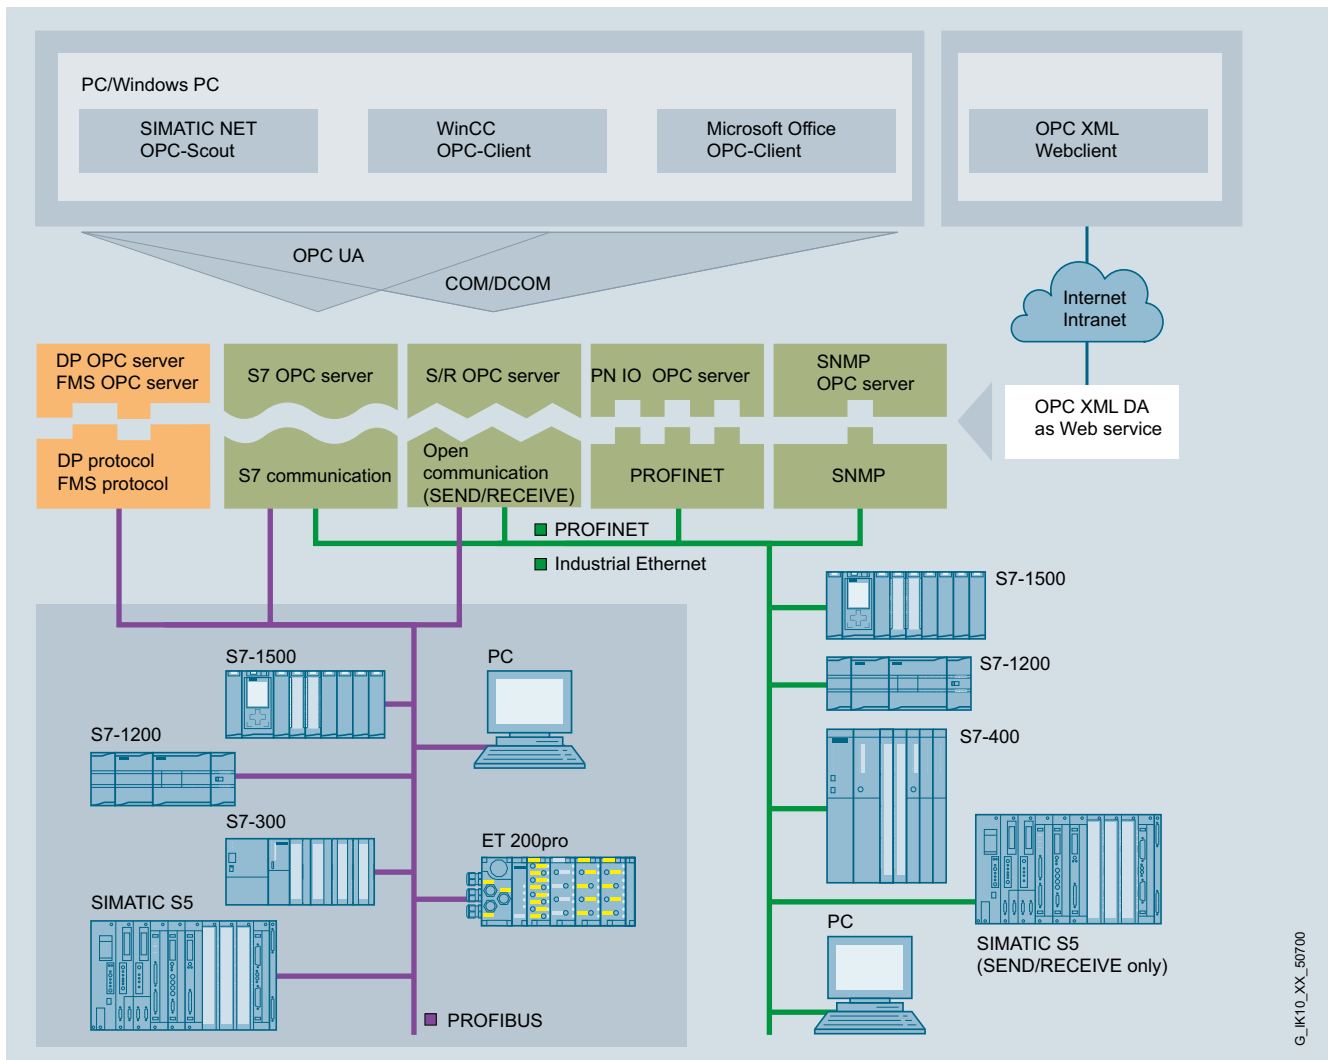 PC/Windows PC
SIMATIC NET
OPC-Scout
WinCC
OPC-Client
Microsoft Office
OPC-Client
OPC XML
Webclient
OPC UA
COM/DCOM
Internet
Intranet
DP OPC server
FMS OPC server
S7 OPC server
S/R OPC server
PN IO OPC server
SNMP
OPC server
OPC XML DA
as Web service
DP protocol
FMS protocol
S7 communication
Open
communication
(SEND/RECEIVE)
PROFINET
SNMP
PROFINET
Industrial Ethernet
S7-1500
S7-1200
S7-400
S7-1500
PC
S7-1200
S7-300
ET 200pro
SIMATIC S5
PC
SIMATIC S5
(SEND/RECEIVE only)
PROFIBUS
G_IK10_XX_50700